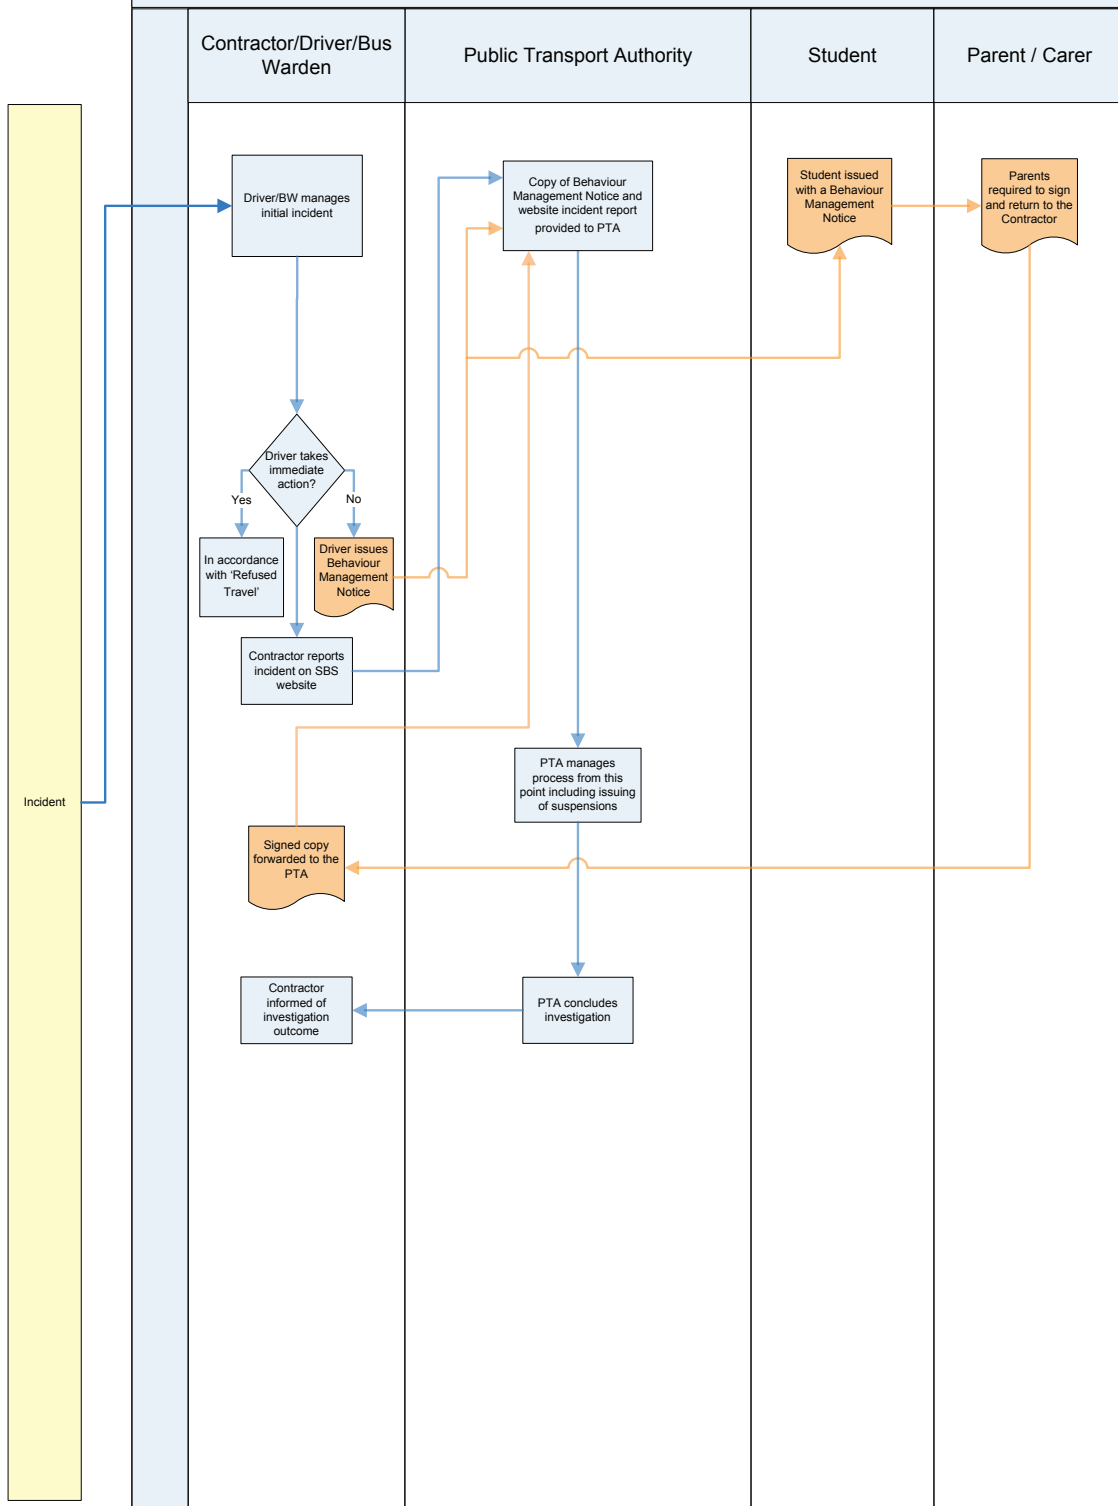 Contractor/Driver/Bus
Warden
Public Transport Authority
Student
Parent / Carer
Driver/BW manages
initial incident
Copy of Behaviour
Management Notice and
website incident report
provided to PTA
Student issued
with a Behaviour
Management
Notice
Parents
required to sign
and return to the
Contractor
Driver takes
immediate
action?
Yes
No
In accordance
with ‘Refused
Travel’
Driver issues
Behaviour
Management
Notice
Contractor reports
incident on SBS
website
PTA manages
process from this
point including issuing
of suspensions
Incident
Signed copy
forwarded to the
PTA
Contractor
informed of
investigation
outcome
PTA concludes
investigation